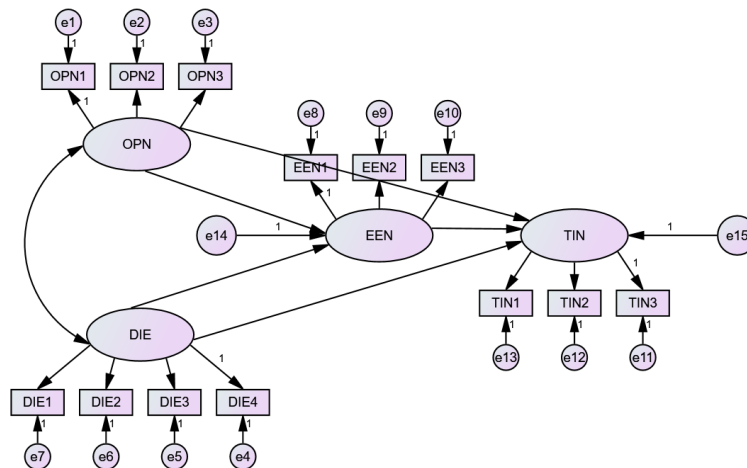 e1 e2 e3
1 1 1
OPN1 OPN2 OPN3
1
e8 e9 e10
1 1 1
OPN
EEN1 EEN2 EEN3
1
e14 1 EEN TIN 1 e15
1
TIN1 TIN2 TIN3
1 1 1
DIE
e13 e12 e11
1
DIE1 DIE2 DIE3 DIE4
1 1 1 1
e7 e6 e5 e4